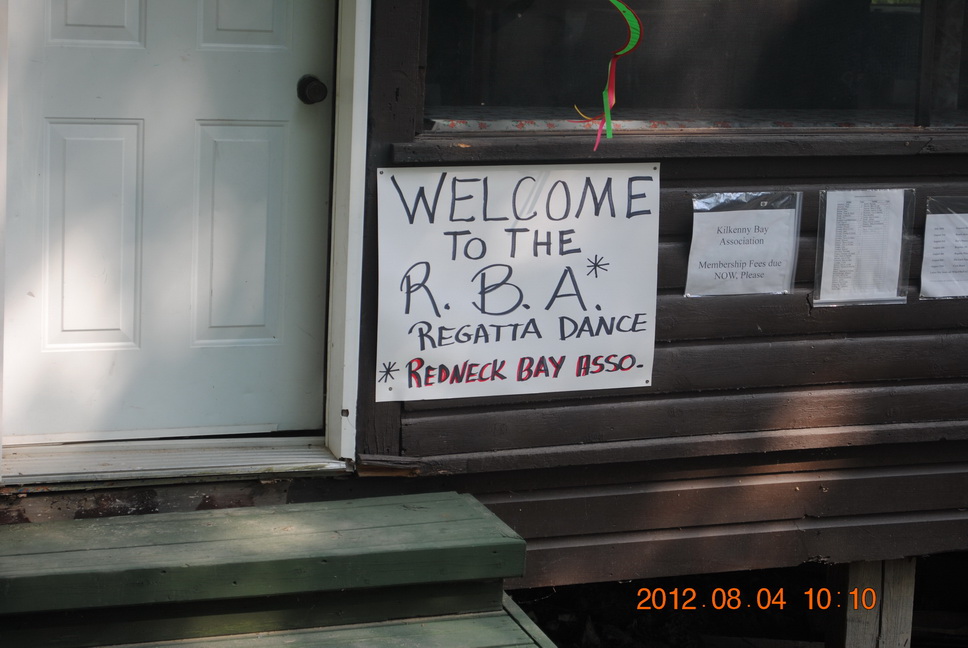 WELCOME
TO THE
R. B. A.*
REGATTA DANCE
* REDNECK BAY ASSO.
Kilkenny Bay
Association
Membership Fees due
NOW, Please
2012.08.04 10:10